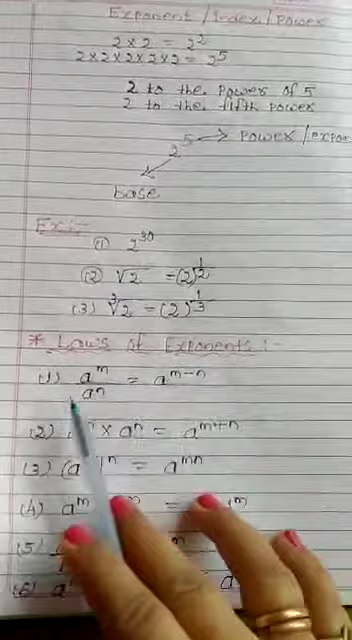 Exponent/Index/Power
2 × 2 = 2²
2×2×2×2×2 = 2⁵
2 to the power of 5
2 to the fifth power
2⁵ → power/expon
base
Ex:-
① 2³⁰
② √2 = (2)^½
(3) ∛2 = (2)^⅓
* Laws of Exponents :-
(1) aᵐ/aⁿ = aᵐ⁻ⁿ
(2) × aⁿ = aᵐ⁺ⁿ
(3) (a )ⁿ = aᵐⁿ
(4) aᵐ = ᵐ
(5)
(6) a a